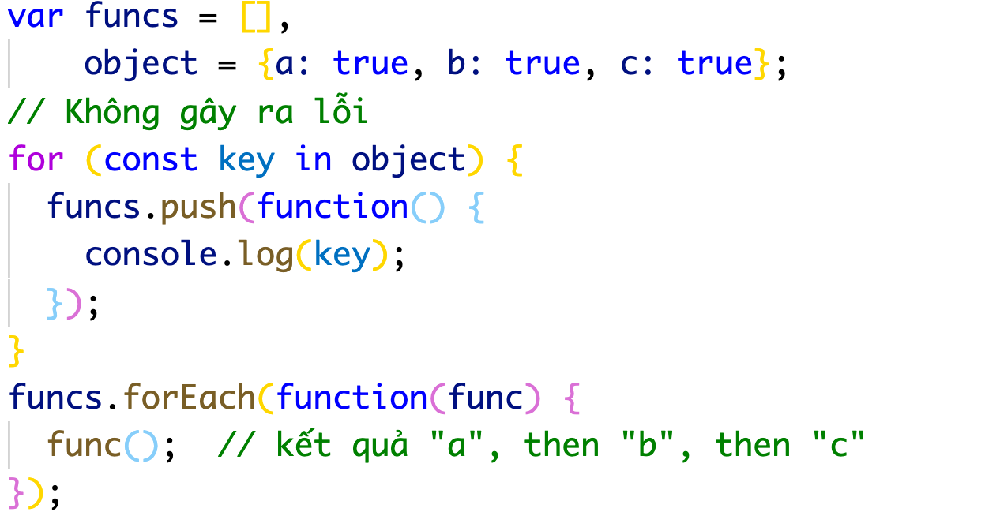 var funcs = [],
    object = {a: true, b: true, c: true};
// Không gây ra lỗi
for (const key in object) {
  funcs.push(function() {
    console.log(key);
  });
}
funcs.forEach(function(func) {
  func();  // kết quả "a", then "b", then "c"
});